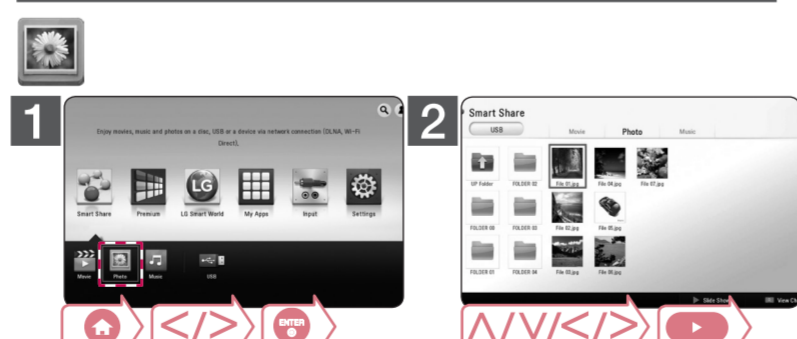 1
Enjoy movies, music and photos on a disc, USB or a device via network connection (DLNA, Wi-Fi
Direct).
LG
Smart Share
Premium
LG Smart World
My Apps
Input
Settings
Movie
Photo
Music
USB
</>
ENTER
2
Smart Share
USB
Movie
Photo
Music
UP Folder
FOLDER 02
File 01.jpg
File 04.jpg
File 07.jpg
FOLDER 00
FOLDER 03
File 02.jpg
File 05.jpg
FOLDER 01
FOLDER 04
File 03.jpg
File 06.jpg
Slide Show
View
Λ/V/</>